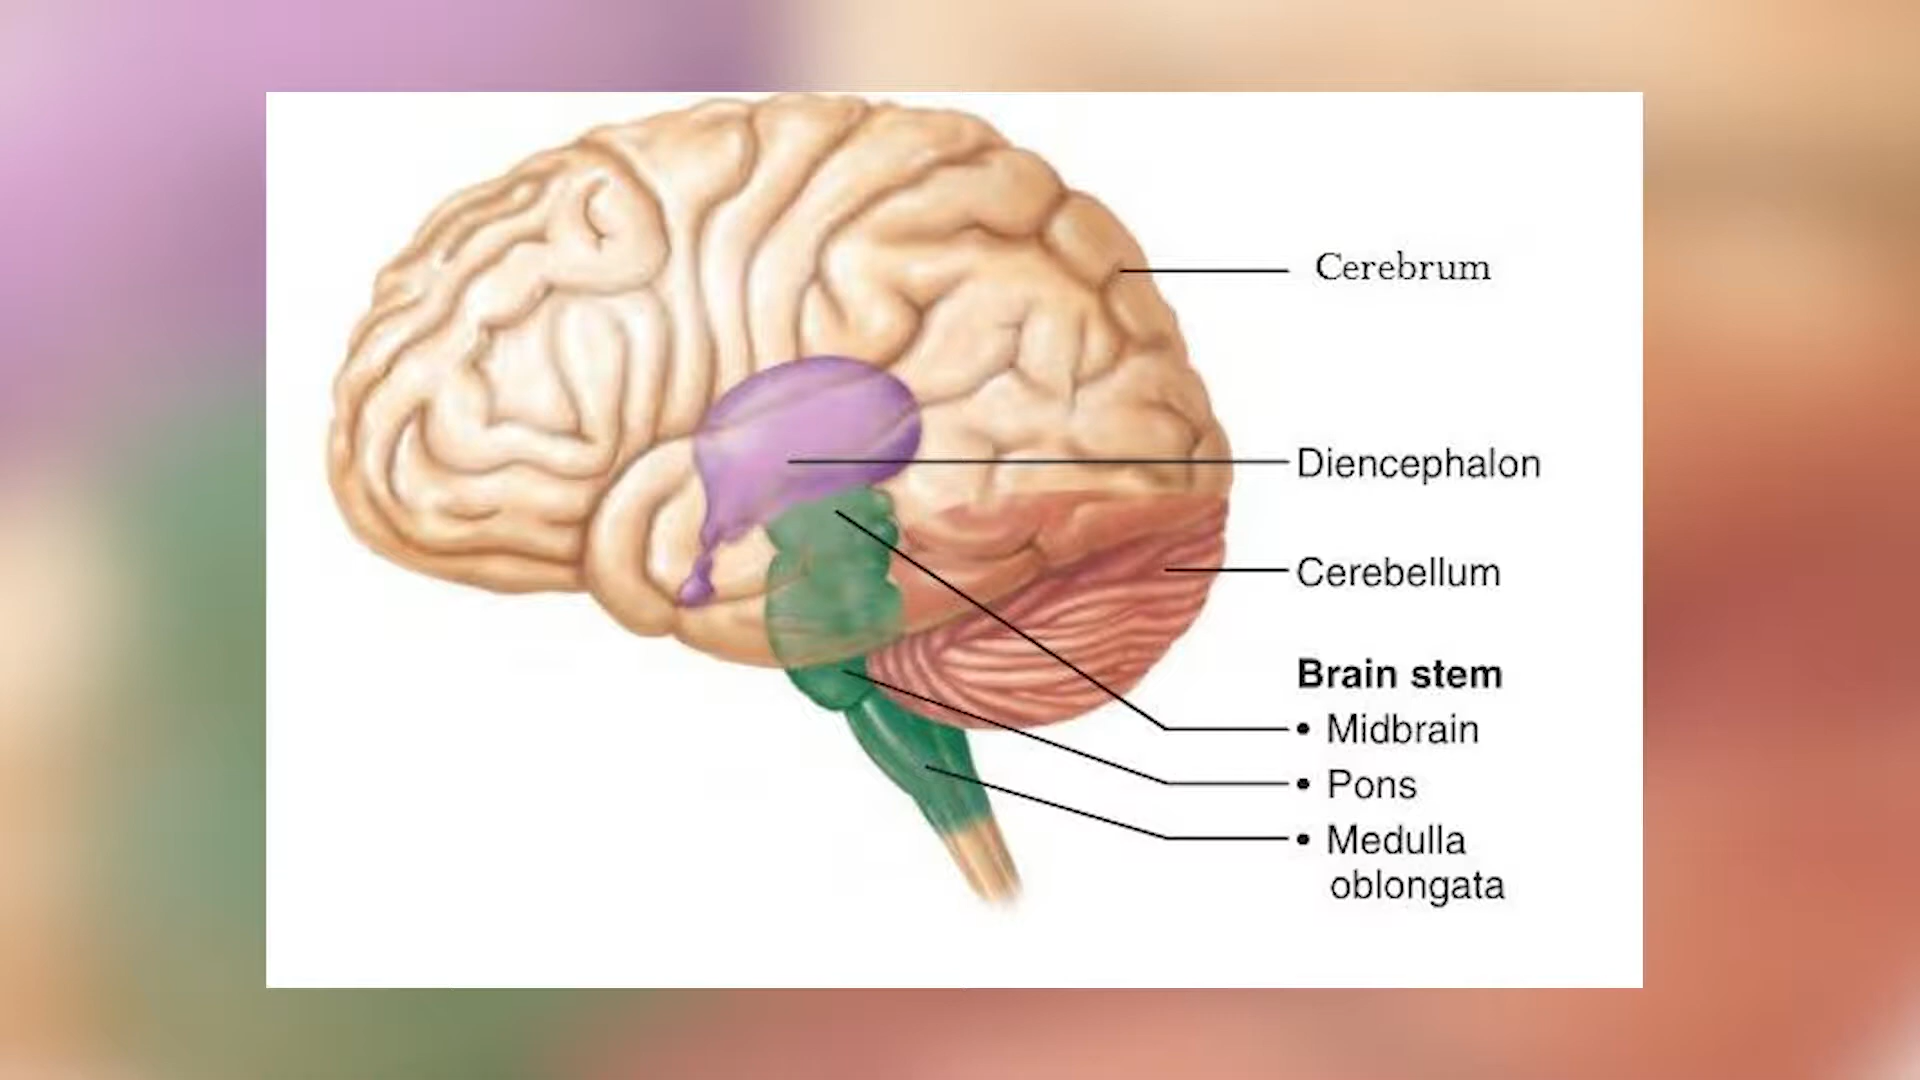 Cerebrum
Diencephalon
Cerebellum
Brain stem
• Midbrain
• Pons
• Medulla
oblongata